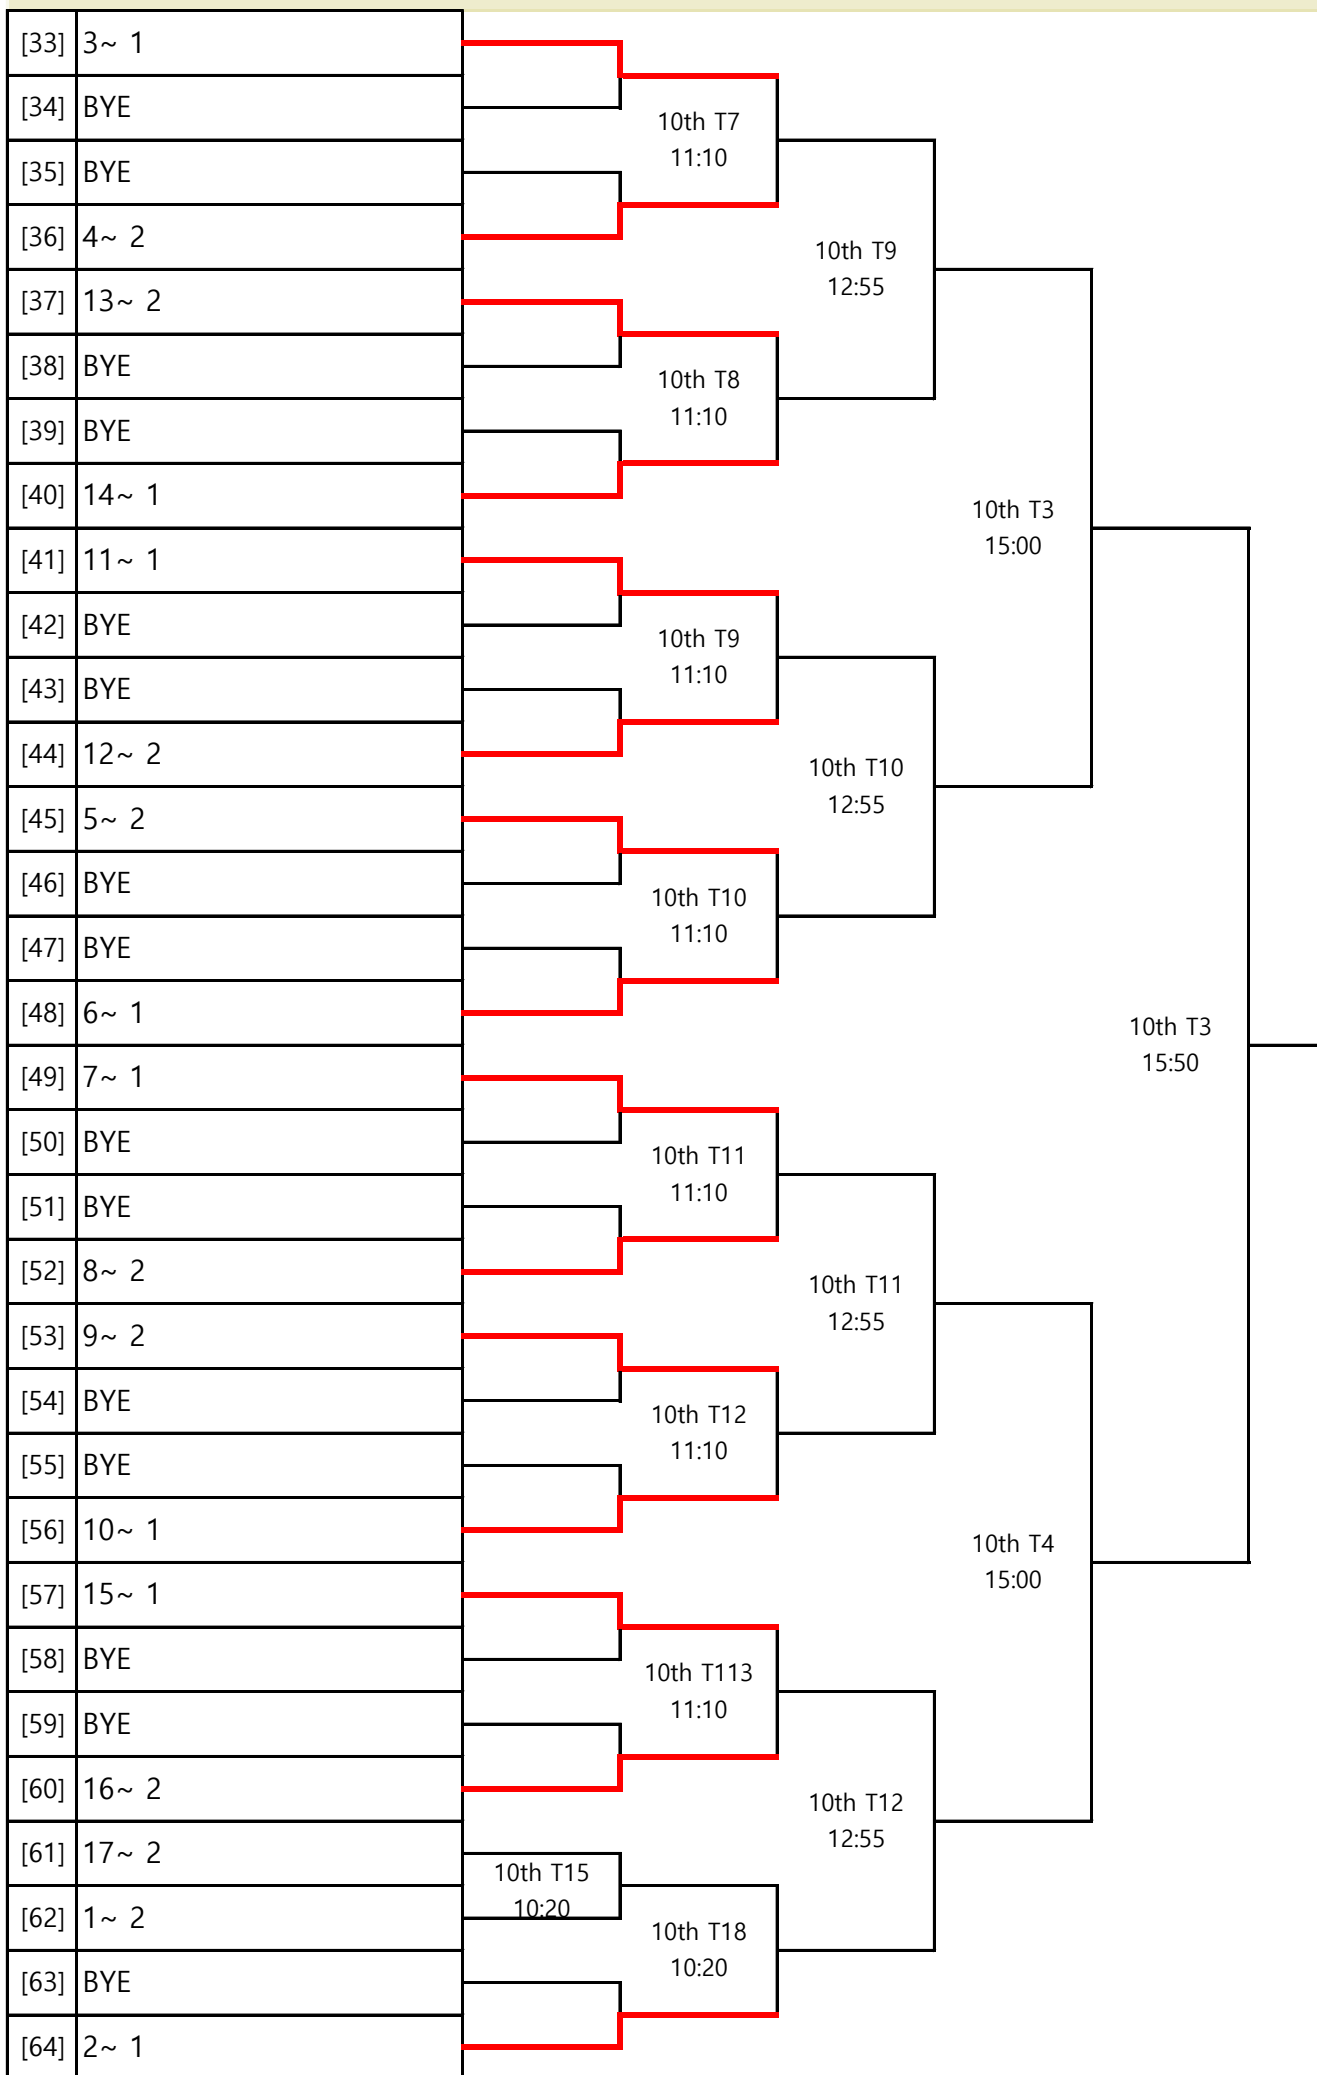 [33] 3~ 1
[34] BYE
10th T7
11:10
[35] BYE
[36] 4~ 2
10th T9
12:55
[37] 13~ 2
[38] BYE
10th T8
11:10
[39] BYE
[40] 14~ 1
10th T3
15:00
[41] 11~ 1
[42] BYE
10th T9
11:10
[43] BYE
[44] 12~ 2
10th T10
12:55
[45] 5~ 2
[46] BYE
10th T10
11:10
[47] BYE
[48] 6~ 1
10th T3
15:50
[49] 7~ 1
[50] BYE
10th T11
11:10
[51] BYE
[52] 8~ 2
10th T11
12:55
[53] 9~ 2
[54] BYE
10th T12
11:10
[55] BYE
[56] 10~ 1
10th T4
15:00
[57] 15~ 1
[58] BYE
10th T113
11:10
[59] BYE
[60] 16~ 2
10th T12
12:55
[61] 17~ 2
10th T15
10:20
[62] 1~ 2
10th T18
10:20
[63] BYE
[64] 2~ 1